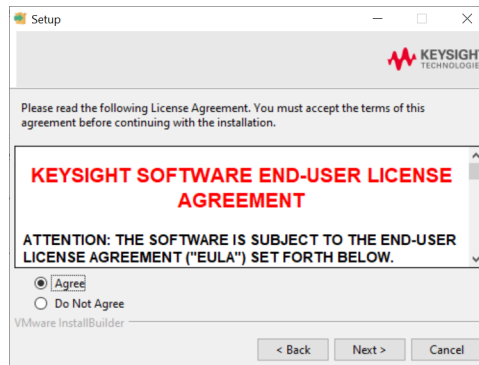 Setup
KEYSIGHT
TECHNOLOGIE
Please read the following License Agreement. You must accept the terms of this
agreement before continuing with the installation.
KEYSIGHT SOFTWARE END-USER LICENSE
AGREEMENT
ATTENTION: THE SOFTWARE IS SUBJECT TO THE END-USER
LICENSE AGREEMENT ("EULA") SET FORTH BELOW.
Agree
Do Not Agree
VMware InstallBuilder
< Back Next > Cancel